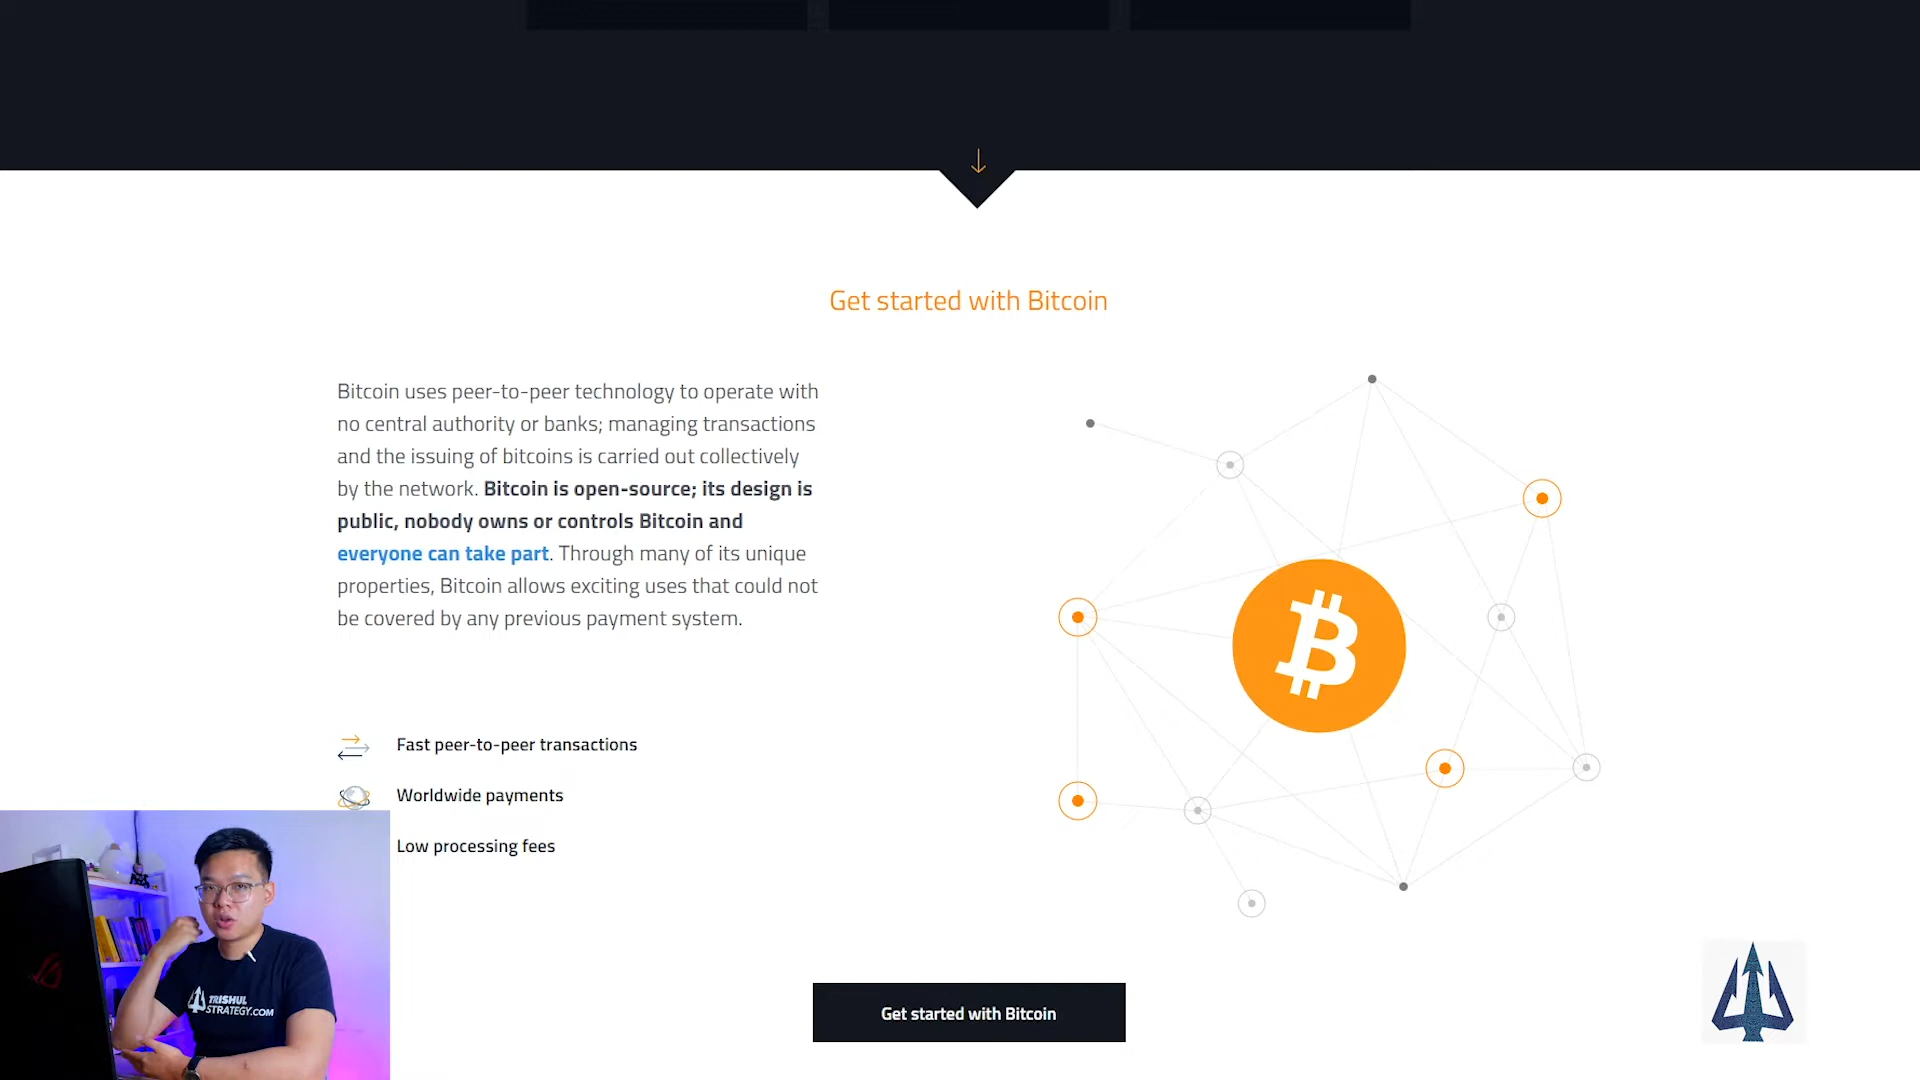 Get started with Bitcoin
Bitcoin uses peer-to-peer technology to operate with
no central authority or banks; managing transactions
and the issuing of bitcoins is carried out collectively
by the network. Bitcoin is open-source; its design is
public, nobody owns or controls Bitcoin and
everyone can take part. Through many of its unique
properties, Bitcoin allows exciting uses that could not
be covered by any previous payment system.
Fast peer-to-peer transactions
Worldwide payments
Low processing fees
TRISHUL
STRATEGY.COM
Get started with Bitcoin